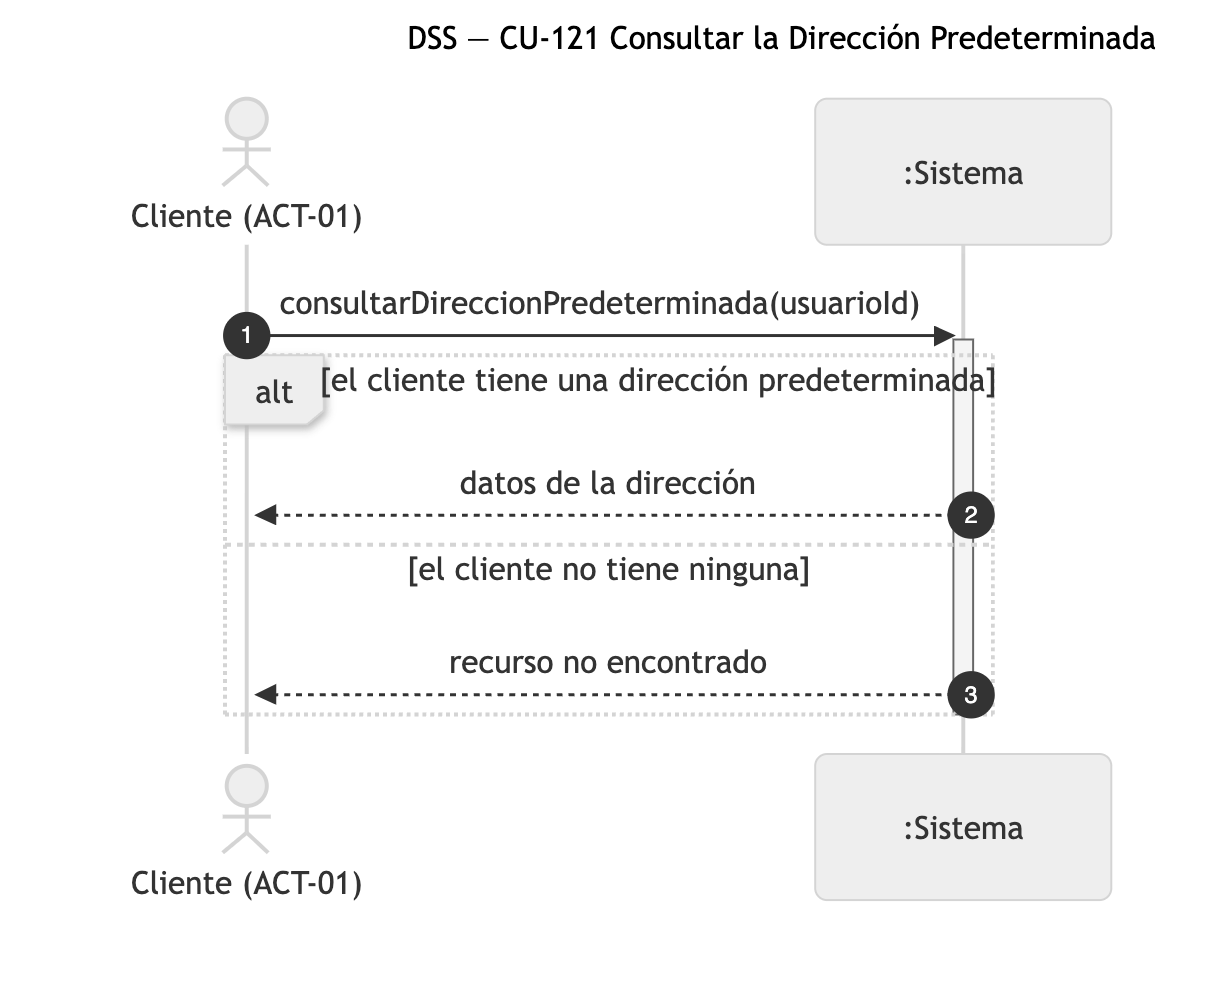 DSS — CU-121 Consultar la Dirección Predeterminada
Cliente (ACT-01)
:Sistema
consultarDireccionPredeterminada(usuarioId)
1
alt
[el cliente tiene una dirección predeterminada]
datos de la dirección
2
[el cliente no tiene ninguna]
recurso no encontrado
3
Cliente (ACT-01)
:Sistema